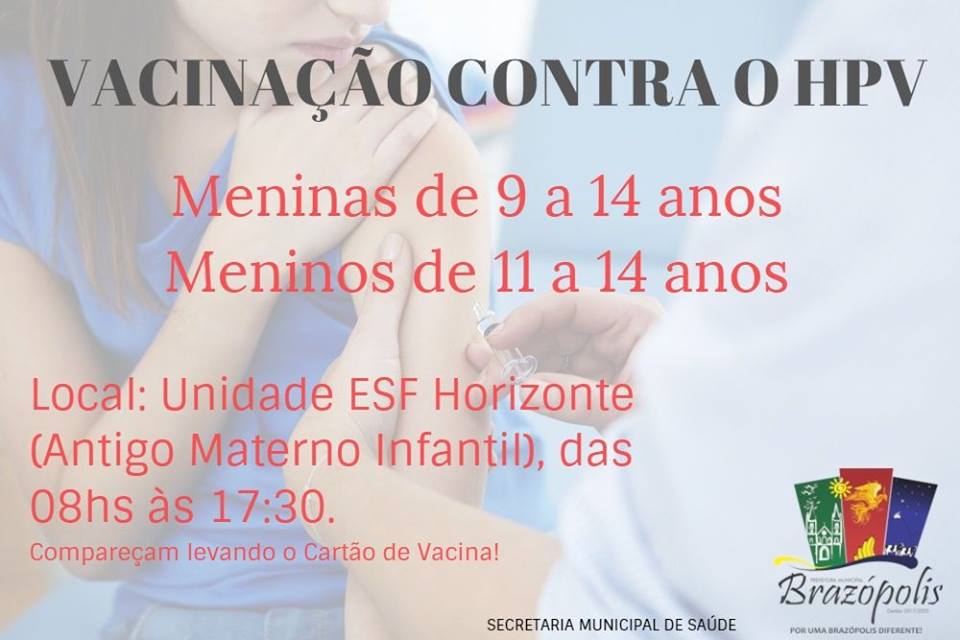 VACINAÇÃO CONTRA O HPV
Meninas de 9 a 14 anos
Meninos de 11 a 14 anos
Local: Unidade ESF Horizonte
(Antigo Materno Infantil), das
08hs às 17:30.
Compareçam levando o Cartão de Vacina!
PREFEITURA MUNICIPAL
Brazópolis
SECRETARIA MUNICIPAL DE SAÚDE
POR UMA BRAZÓPOLIS DIFERENTE!